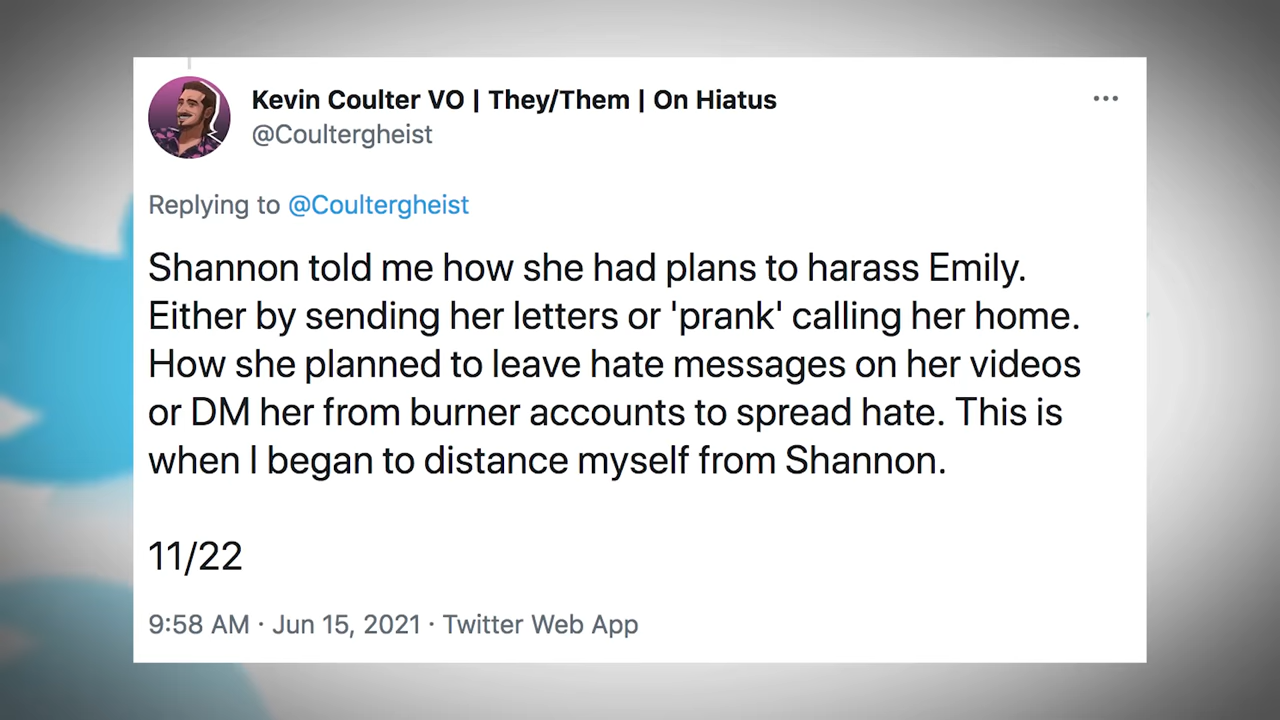 Kevin Coulter VO | They/Them | On Hiatus
@Coultergheist
Replying to @Coultergheist
Shannon told me how she had plans to harass Emily.
Either by sending her letters or 'prank' calling her home.
How she planned to leave hate messages on her videos
or DM her from burner accounts to spread hate. This is
when I began to distance myself from Shannon.
11/22
9:58 AM · Jun 15, 2021 · Twitter Web App